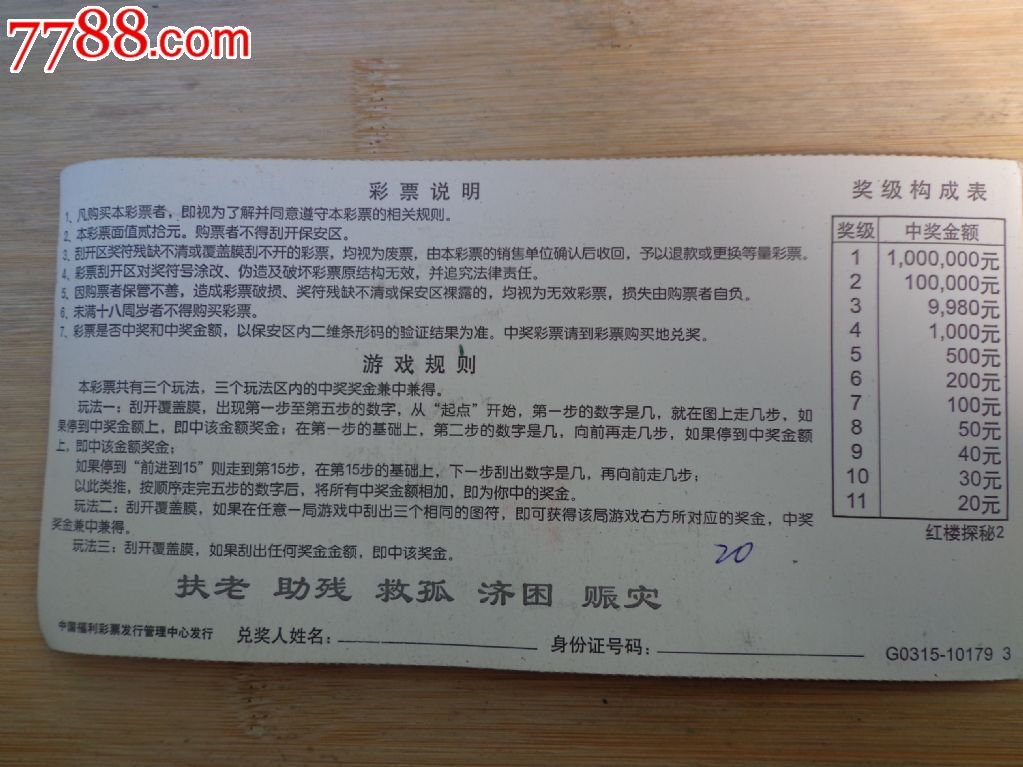 7788.com
彩票说明
1、凡购买本彩票者，即视为了解并同意遵守本彩票的相关规则。
2、本彩票面值贰拾元。购票者不得刮开保安区。
3、刮开区奖符残缺不清或覆盖膜刮不开的彩票，均视为废票，由本彩票的销售单位确认后收回，予以退款或更换等量彩票。
4、彩票刮开区对奖符号涂改、伪造及破坏彩票原结构无效，并追究法律责任。
5、因购票者保管不善，造成彩票破损、奖符残缺不清或保安区裸露的，均视为无效彩票，损失由购票者自负。
6、未满十八周岁者不得购买彩票。
7、彩票是否中奖和中奖金额，以保安区内二维条形码的验证结果为准。中奖彩票请到彩票购买地兑奖。
游戏规则
本彩票共有三个玩法，三个玩法区内的中奖奖金兼中兼得。
玩法一：刮开覆盖膜，出现第一步至第五步的数字，从“起点”开始，第一步的数字是几，就在图上走几步，如
果停到中奖金额上，即中该金额奖金；在第一步的基础上，第二步的数字是几，向前再走几步，如果停到中奖金额
上，即中该金额奖金；
如果停到“前进到15”则走到第15步，在第15步的基础上，下一步刮出数字是几，再向前走几步；
以此类推，按顺序走完五步的数字后，将所有中奖金额相加，即为你中的奖金。
玩法二：刮开覆盖膜，如果在任意一局游戏中刮出三个相同的图符，即可获得该局游戏右方所对应的奖金，中奖
奖金兼中兼得。
玩法三：刮开覆盖膜，如果刮出任何奖金金额，即中该奖金。
20
扶老 助残 救孤 济困 赈灾
中国福利彩票发行管理中心发行 兑奖人姓名： 身份证号码：
奖级构成表
奖级 中奖金额
1 1,000,000元
2 100,000元
3 9,980元
4 1,000元
5 500元
6 200元
7 100元
8 50元
9 40元
10 30元
11 20元
红楼探秘2
G0315-10179 3